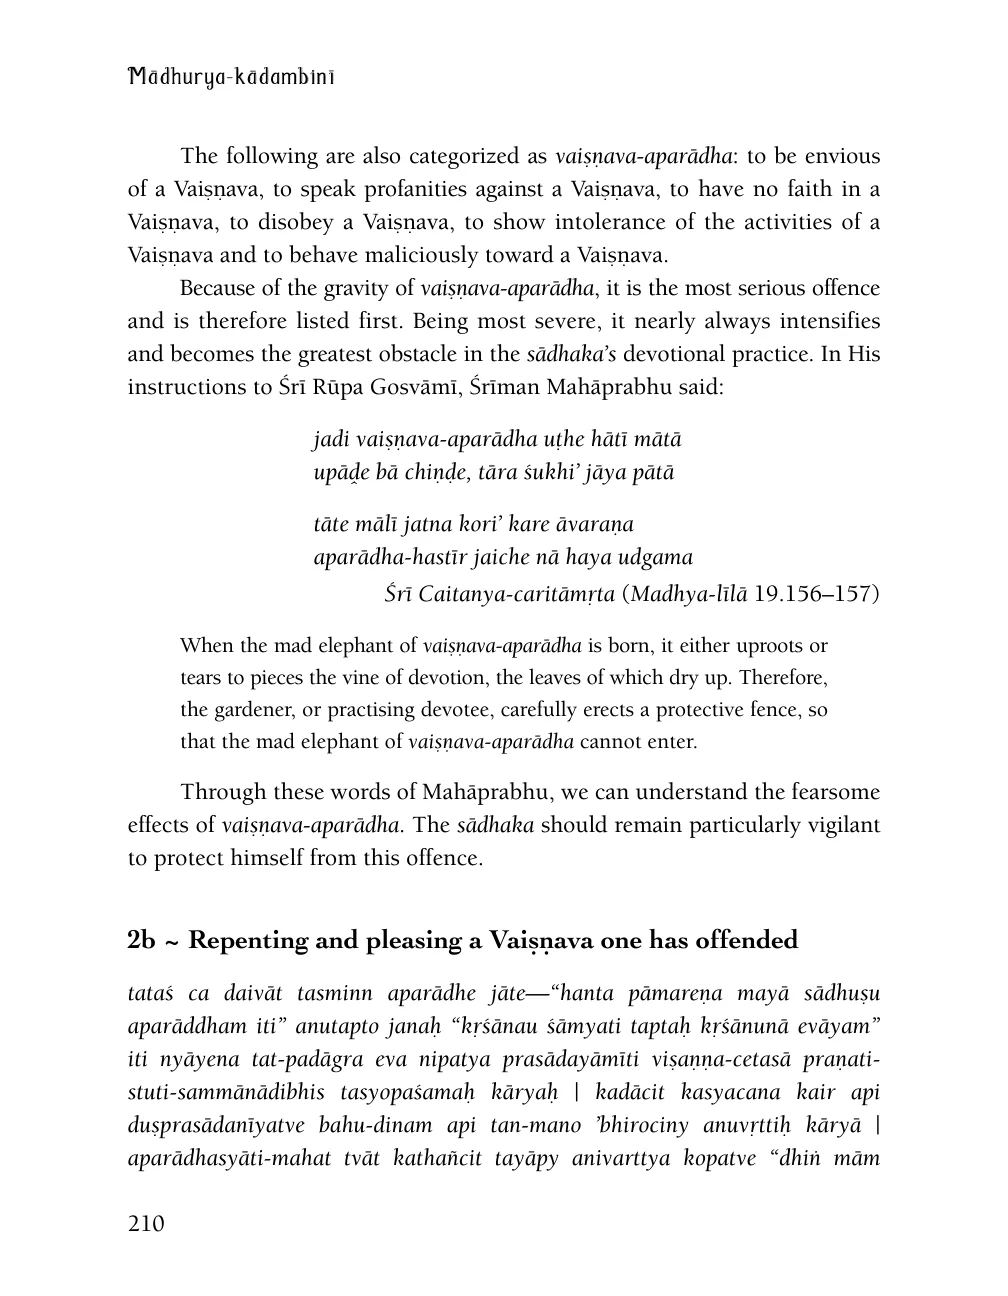 Mādhurya-kādambinī
The following are also categorized as vaiṣṇava-aparādha: to be envious
of a Vaiṣṇava, to speak profanities against a Vaiṣṇava, to have no faith in a
Vaiṣṇava, to disobey a Vaiṣṇava, to show intolerance of the activities of a
Vaiṣṇava and to behave maliciously toward a Vaiṣṇava.
Because of the gravity of vaiṣṇava-aparādha, it is the most serious offence
and is therefore listed first. Being most severe, it nearly always intensifies
and becomes the greatest obstacle in the sādhaka’s devotional practice. In His
instructions to Śrī Rūpa Gosvāmī, Śrīman Mahāprabhu said:
jadi vaiṣṇava-aparādha uṭhe hātī mātā
upāḓe bā chiṇḍe, tāra śukhi’ jāya pātā
tāte mālī jatna kori’ kare āvaraṇa
aparādha-hastīr jaiche nā haya udgama
Śrī Caitanya-caritāmṛta (Madhya-līlā 19.156–157)
When the mad elephant of vaiṣṇava-aparādha is born, it either uproots or
tears to pieces the vine of devotion, the leaves of which dry up. Therefore,
the gardener, or practising devotee, carefully erects a protective fence, so
that the mad elephant of vaiṣṇava-aparādha cannot enter.
Through these words of Mahāprabhu, we can understand the fearsome
effects of vaiṣṇava-aparādha. The sādhaka should remain particularly vigilant
to protect himself from this offence.
2b ~ Repenting and pleasing a Vaiṣṇava one has offended
tataś ca daivāt tasminn aparādhe jāte—“hanta pāmareṇa mayā sādhuṣu
aparāddham iti” anutapto janaḥ “kṛśānau śāmyati taptaḥ kṛśānunā evāyam”
iti nyāyena tat-padāgra eva nipatya prasādayāmīti viṣaṇṇa-cetasā praṇati-
stuti-sammānādibhis tasyopaśamaḥ kāryaḥ | kadācit kasyacana kair api
duṣprasādanīyatve bahu-dinam api tan-mano ’bhirociny anuvṛttiḥ kāryā |
aparādhasyāti-mahat tvāt kathañcit tayāpy anivarttya kopatve “dhiṅ mām
210